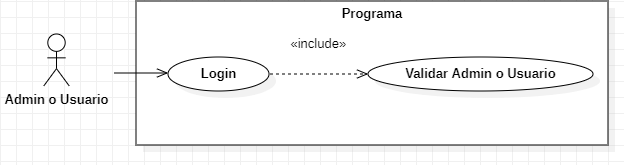 Programa
«include»
Login
Validar Admin o Usuario
Admin o Usuario